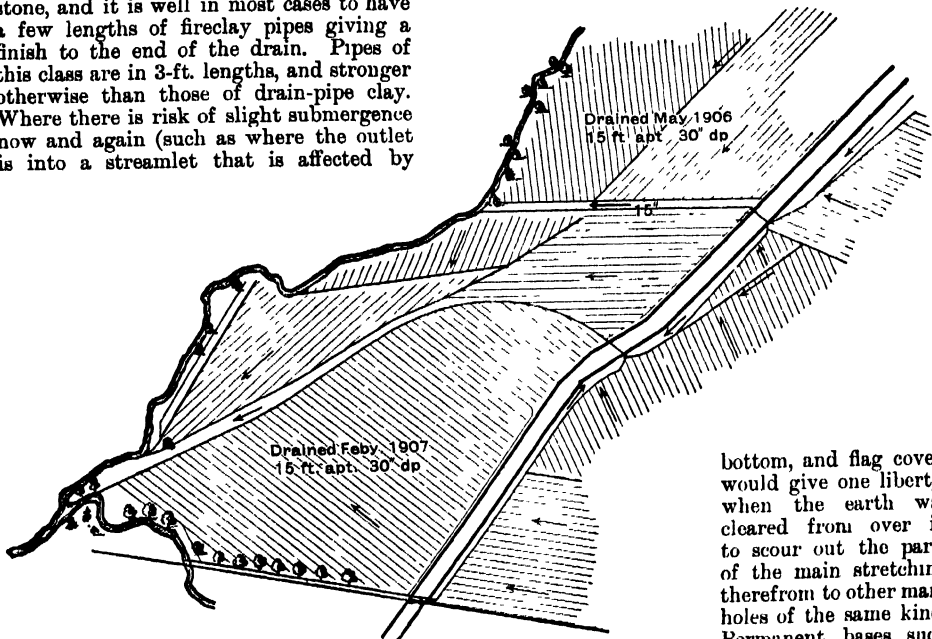 stone, and it is well in most cases to have
a few lengths of fireclay pipes giving a
finish to the end of the drain. Pipes of
this class are in 3-ft. lengths, and stronger
otherwise than those of drain-pipe clay.
Where there is risk of slight submergence
now and again (such as where the outlet
is into a streamlet that is affected by
Drained May 1906
15 ft apt 30" dp
15"
Drained Feby. 1907
15 ft. apt. 30" dp
bottom, and flag cove
would give one libert
when the earth w
cleared from over i
to scour out the par
of the main stretchin
therefrom to other man
holes of the same kin
Permanent bases suc